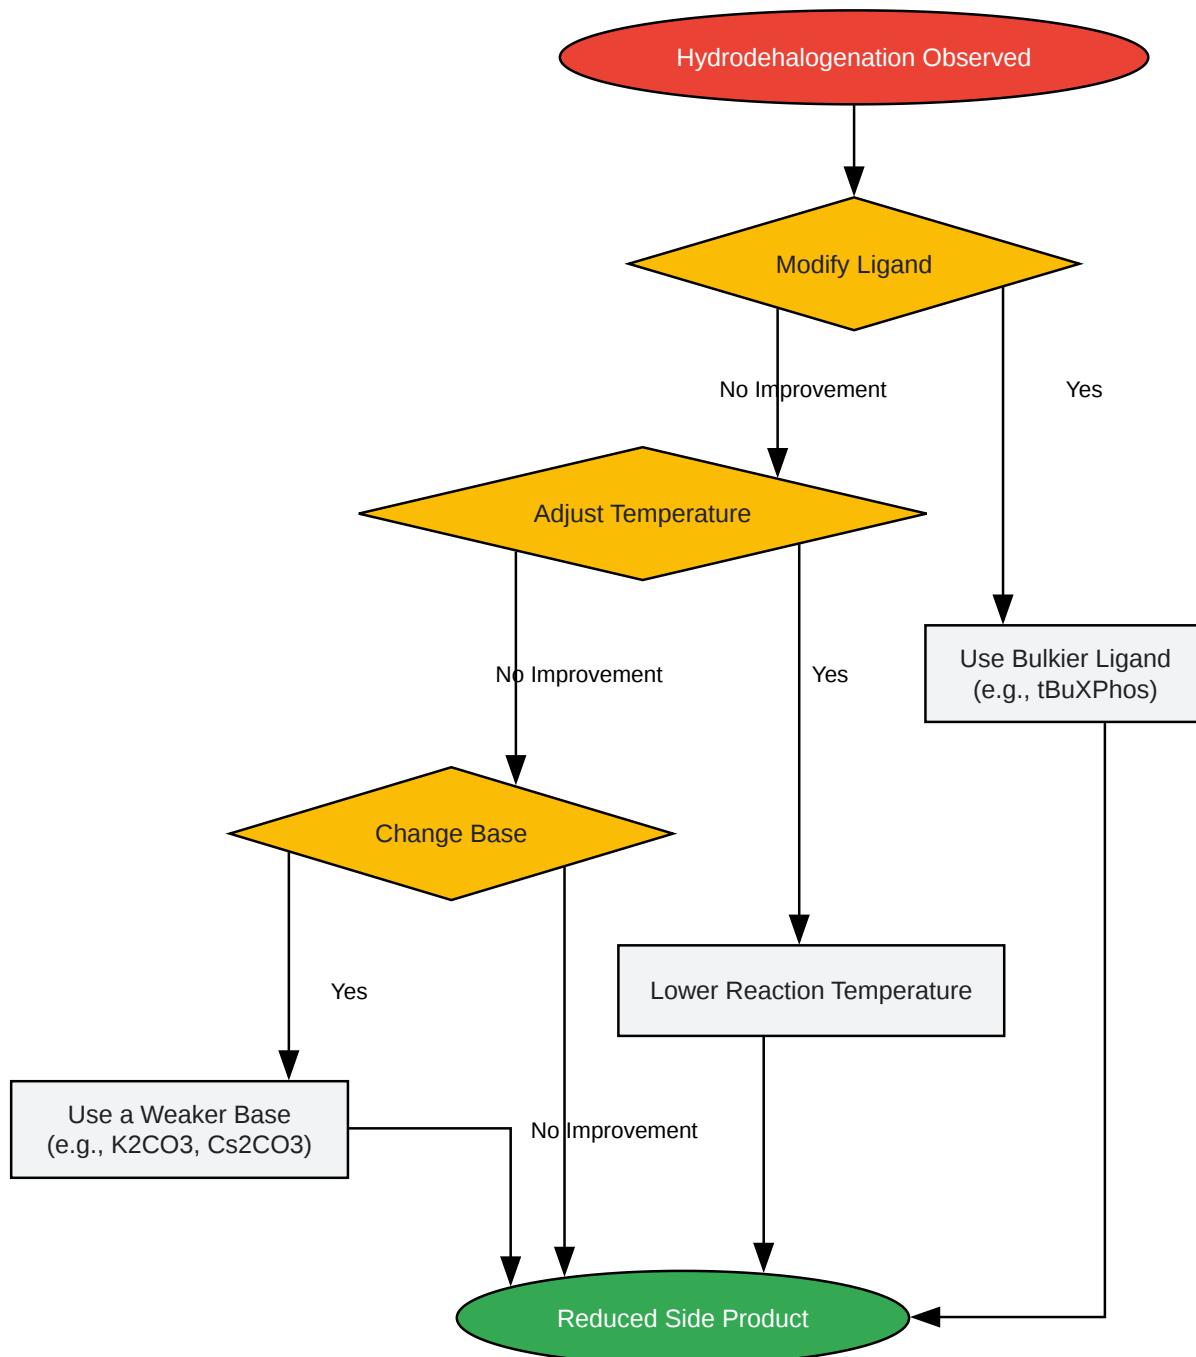 Hydrodehalogenation Observed
Modify Ligand
No Improvement
Yes
Adjust Temperature
No Improvement
Yes
Use Bulkier Ligand
(e.g., tBuXPhos)
Change Base
Yes
Lower Reaction Temperature
Use a Weaker Base
(e.g., K2CO3, Cs2CO3)
No Improvement
Reduced Side Product